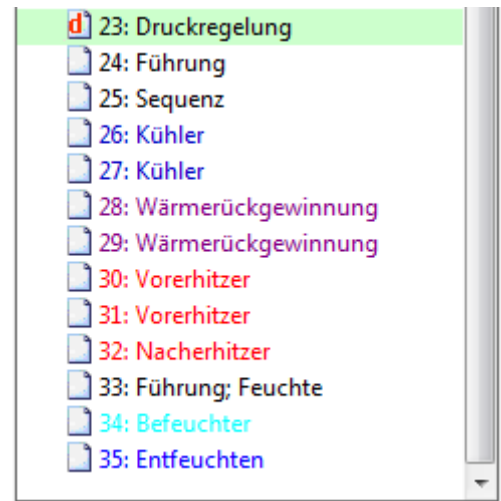 d 23: Druckregelung
24: Führung
25: Sequenz
26: Kühler
27: Kühler
28: Wärmerückgewinnung
29: Wärmerückgewinnung
30: Vorerhitzer
31: Vorerhitzer
32: Nacherhitzer
33: Führung; Feuchte
34: Befeuchter
35: Entfeuchten